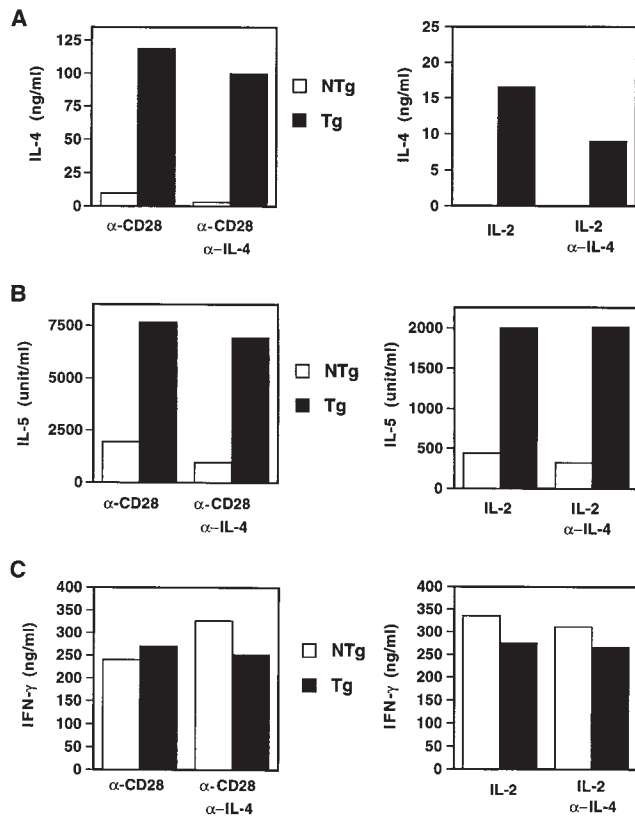 A
IL-4 (ng/ml)
125
100
75
50
25
0
α-CD28
α-CD28
α–IL-4
NTg
Tg
IL-4 (ng/ml)
25
20
15
10
5
0
IL-2
IL-2
α–IL-4
B
IL-5 (unit/ml)
7500
5000
2500
0
α-CD28
α-CD28
α–IL-4
NTg
Tg
IL-5 (unit/ml)
2000
1500
1000
500
0
IL-2
IL-2
α–IL-4
C
IFN-γ (ng/ml)
400
350
300
250
200
150
100
50
0
α-CD28
α-CD28
α–IL-4
NTg
Tg
IFN-γ (ng/ml)
400
350
300
250
200
150
100
50
0
IL-2
IL-2
α–IL-4